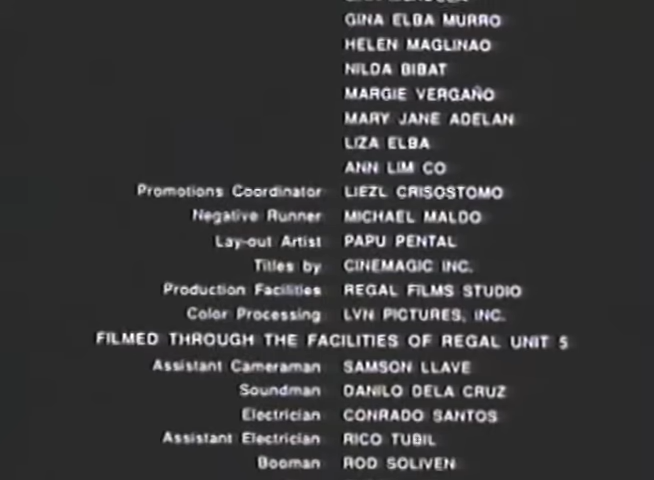 GINA ELBA MURRO
HELEN MAGLINAO
NILDA BIBAT
MARGIE VERGAÑO
MARY JANE ADELAN
LIZA ELBA
ANN LIM CO
Promotions Coordinator LIEZL CRISOSTOMO
Negative Runner MICHAEL MALDO
Lay-out Artist PAPU PENTAL
Titles by CINEMAGIC INC.
Production Facilities REGAL FILMS STUDIO
Color Processing LVN PICTURES, INC.
FILMED THROUGH THE FACILITIES OF REGAL UNIT 5
Assistant Cameraman SAMSON LLAVE
Soundman DANILO DELA CRUZ
Electrician CONRADO SANTOS
Assistant Electrician RICO TUBIL
Booman ROD SOLIVEN